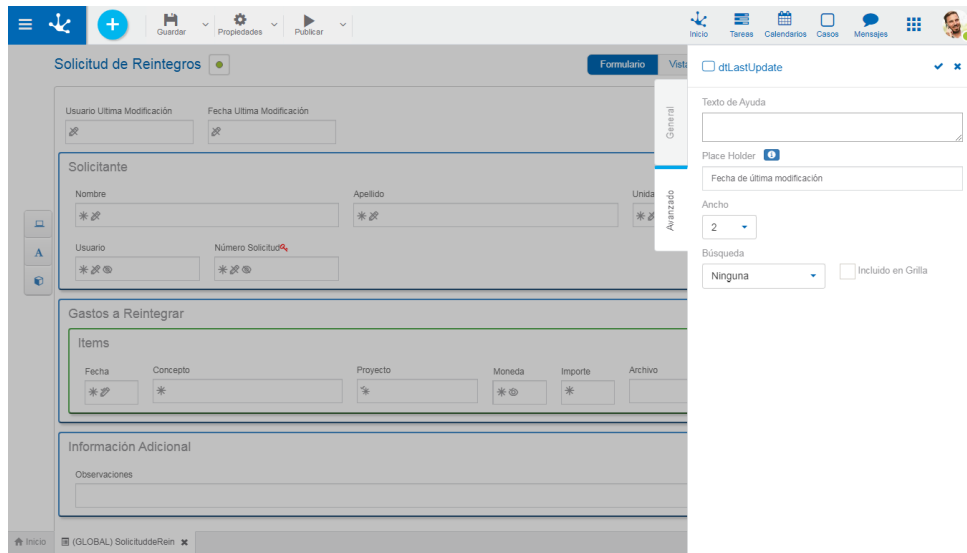 Guardar
Propiedades
Publicar
Inicio
Tareas
Calendarios
Casos
Mensajes
Solicitud de Reintegros
Formulario
Vista
Usuario Ultima Modificación
Fecha Ultima Modificación
Solicitante
Nombre
Apellido
Unida
Usuario
Número Solicitud
A
Gastos a Reintegrar
Items
Fecha
Concepto
Proyecto
Moneda
Importe
Archivo
Información Adicional
Observaciones
Inicio
(GLOBAL) SolicituddeRein
General
Avanzado
dtLastUpdate
Texto de Ayuda
Place Holder
Fecha de última modificación
Ancho
2
Búsqueda
Ninguna
Incluido en Grilla